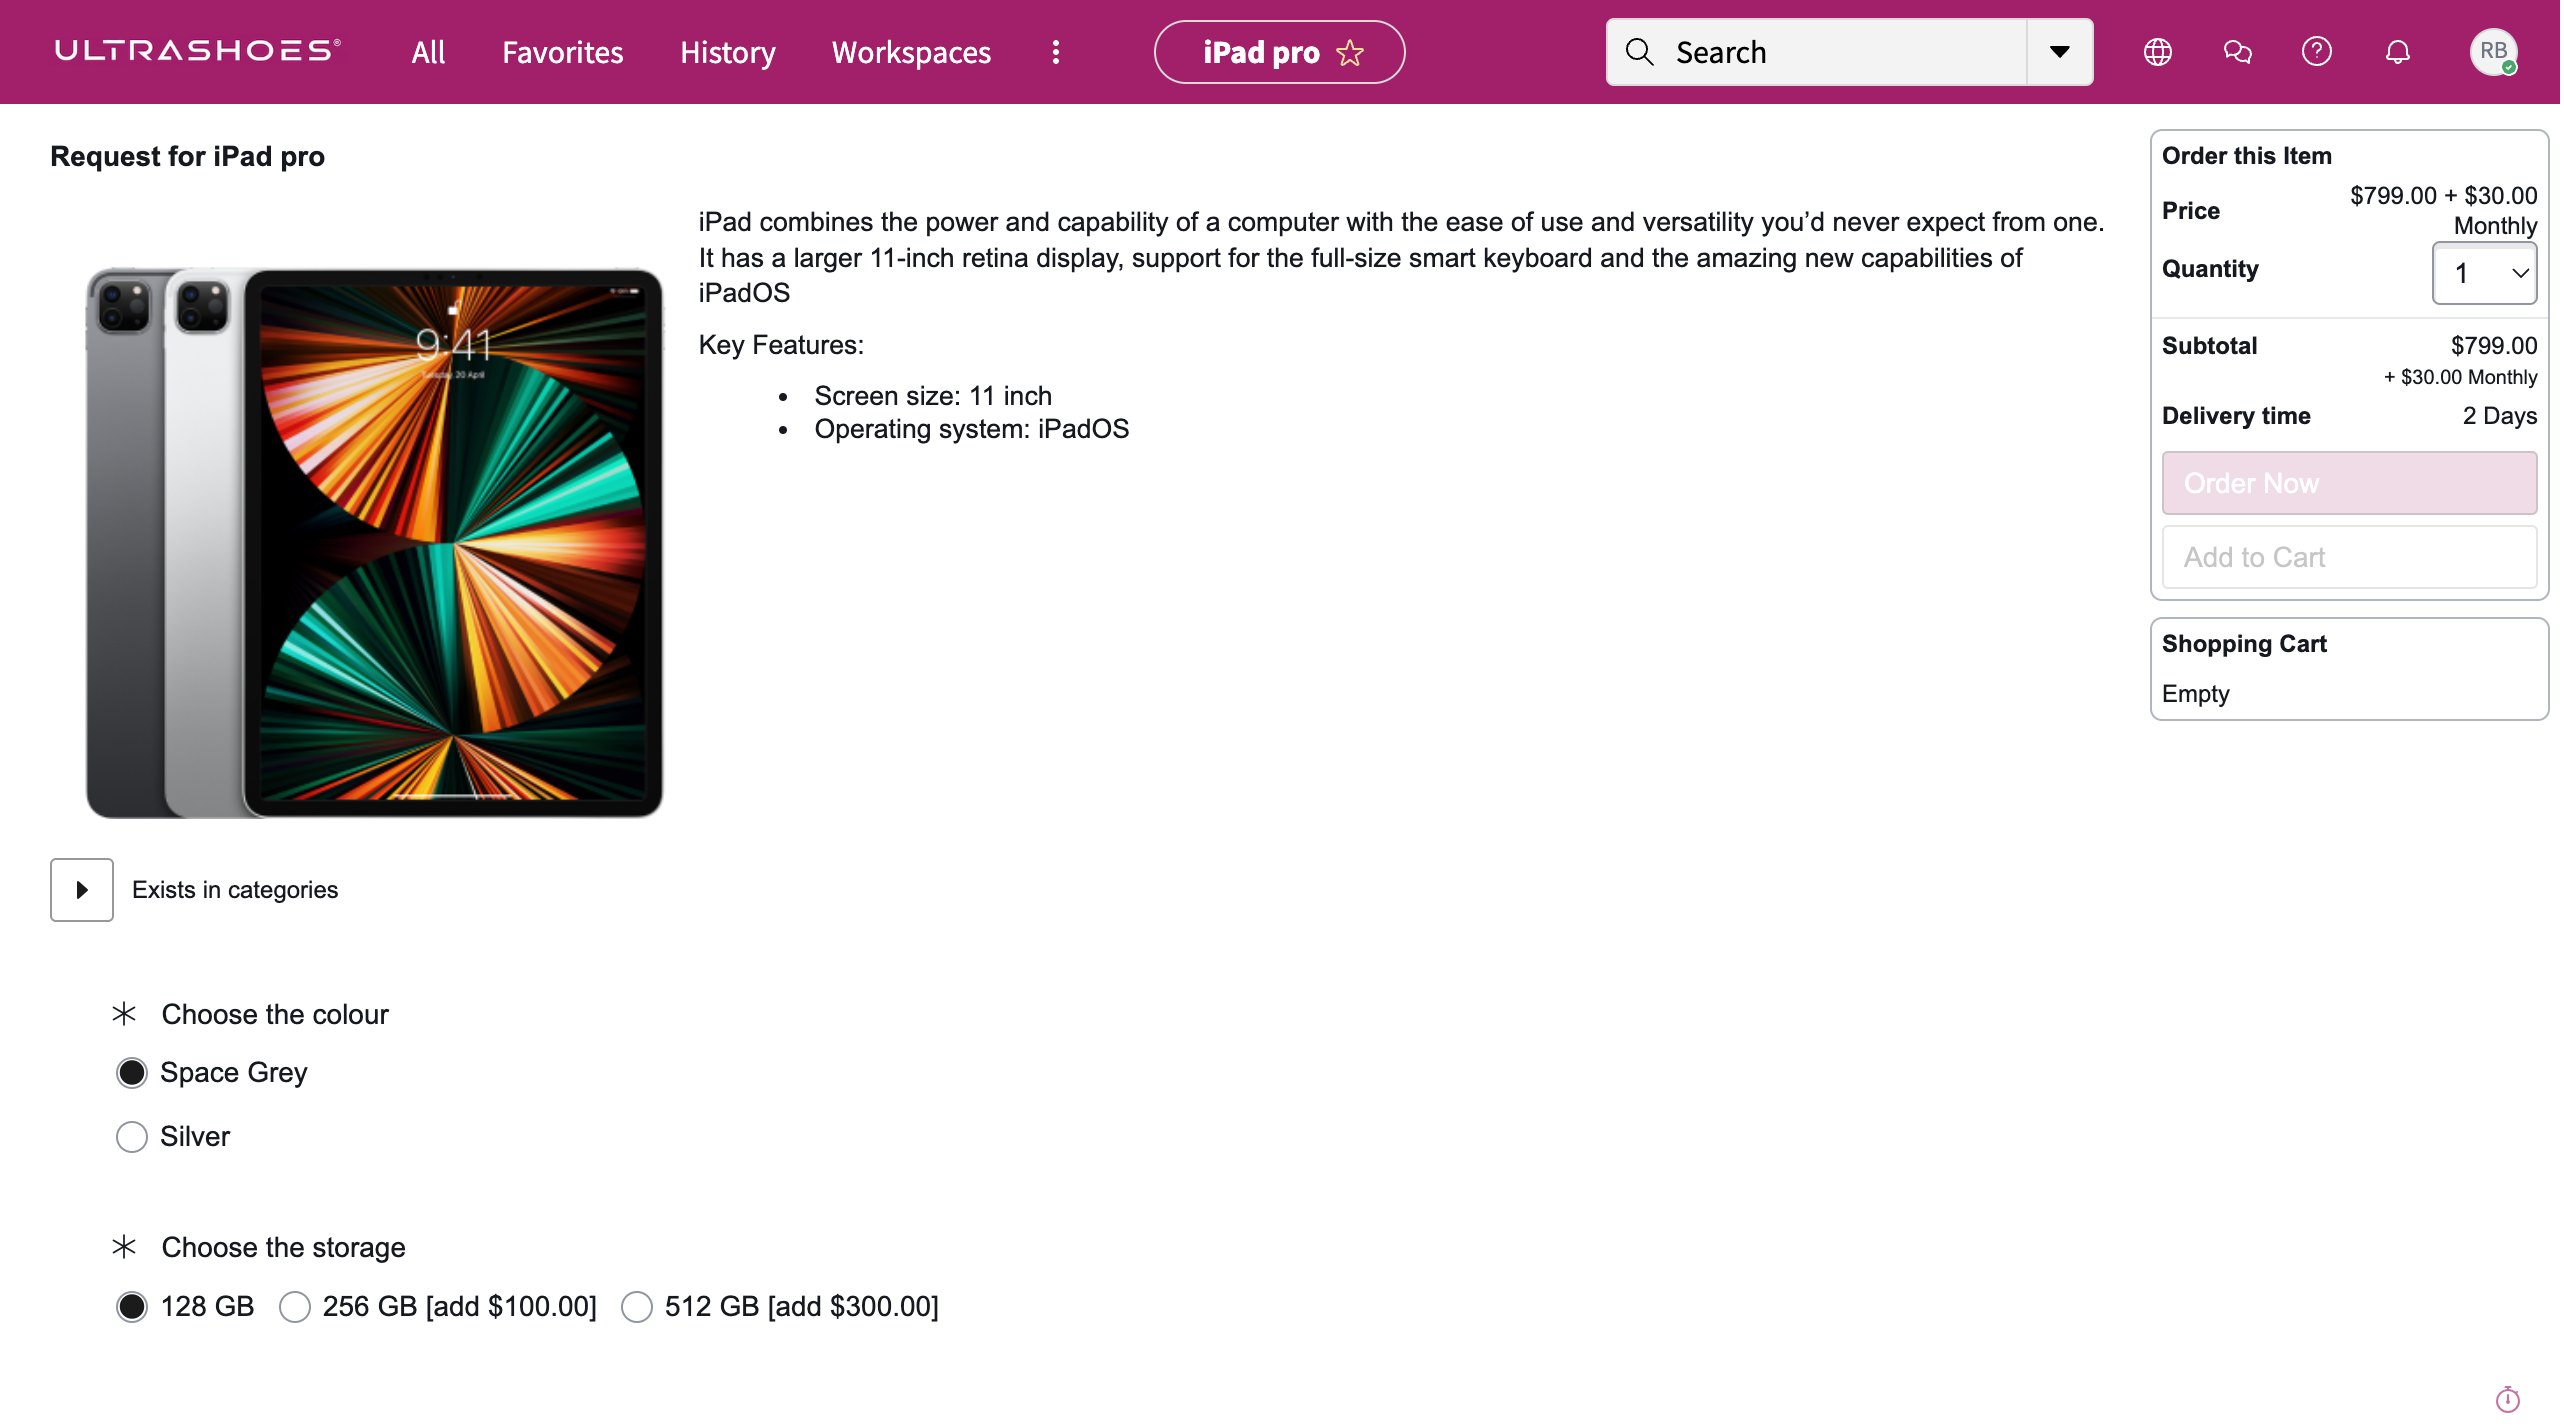 ULTRASHOES®
All Favorites History Workspaces
iPad pro
Search
RB
Request for iPad pro
9:41
Tuesday, 20 April
iPad combines the power and capability of a computer with the ease of use and versatility you’d never expect from one.
It has a larger 11-inch retina display, support for the full-size smart keyboard and the amazing new capabilities of
iPadOS
Key Features:
• Screen size: 11 inch
• Operating system: iPadOS
Exists in categories
Choose the colour
Space Grey
Silver
Choose the storage
128 GB 256 GB [add $100.00] 512 GB [add $300.00]
Order this Item
Price $799.00 + $30.00
Monthly
Quantity 1
Subtotal $799.00
+ $30.00 Monthly
Delivery time 2 Days
Order Now
Add to Cart
Shopping Cart
Empty